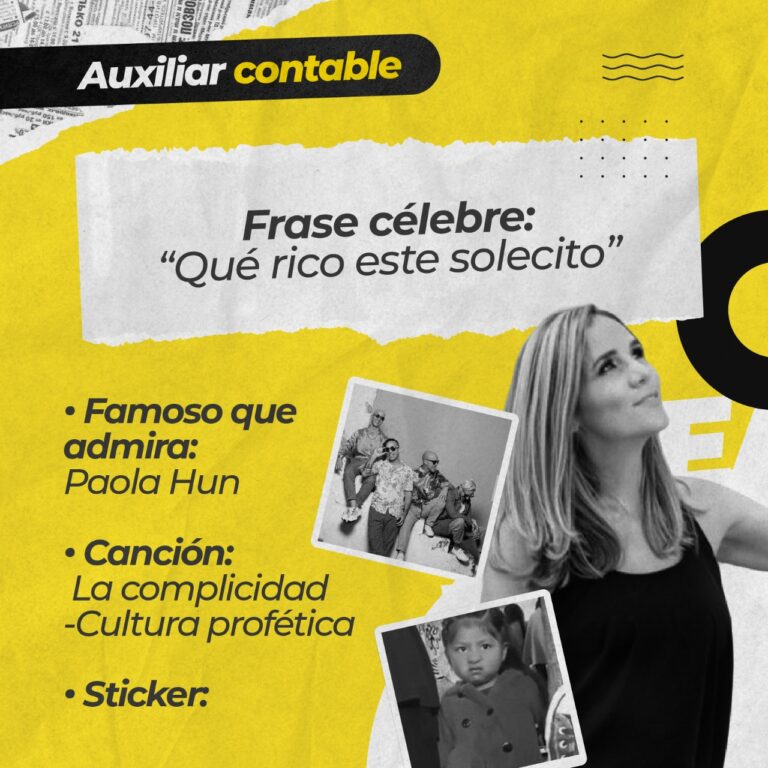 Auxiliar contable
Frase célebre:
“Qué rico este solecito”
• Famoso que
admira:
Paola Hun
• Canción:
La complicidad
-Cultura profética
• Sticker: